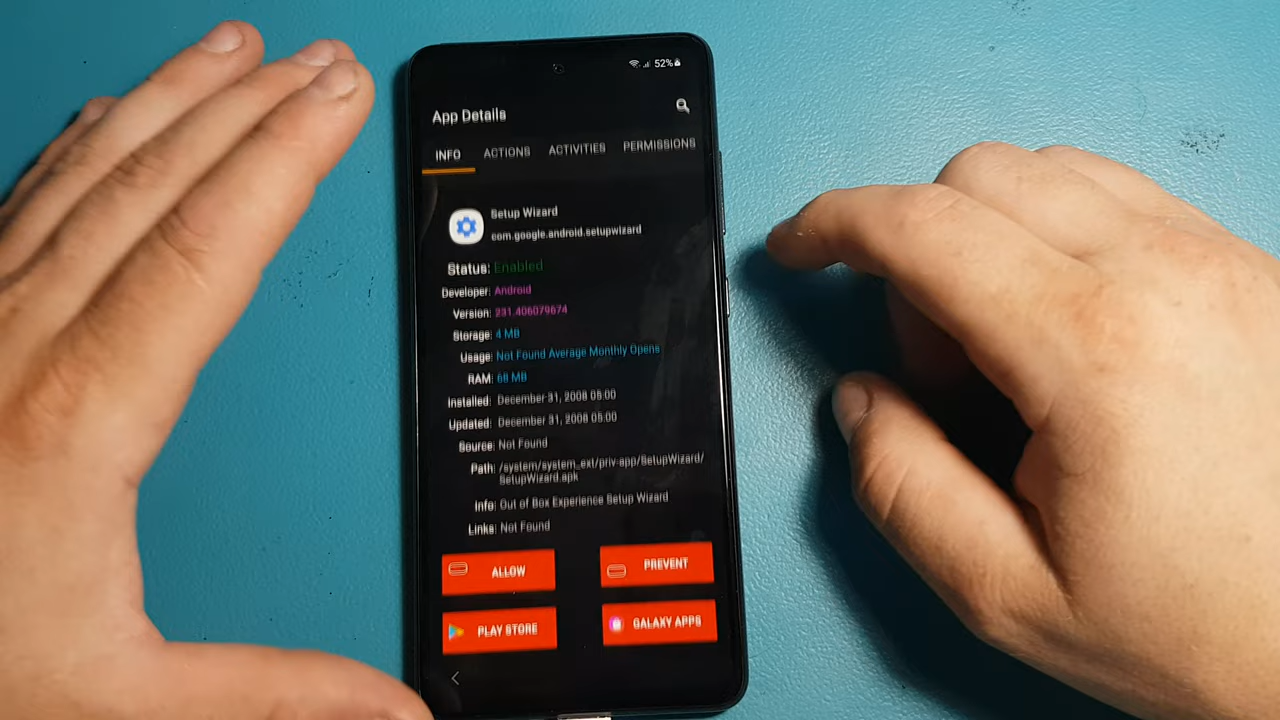 52%
App Details
INFO ACTIONS ACTIVITIES PERMISSIONS
Setup Wizard
com.google.android.setupwizard
Status: Enabled
Developer: Android
Version: 231.406079674
Storage: 4 MB
Usage: Not Found Average Monthly Opens
RAM: 68 MB
Installed: December 31, 2008 05:00
Updated: December 31, 2008 05:00
Source: Not Found
Path: /system/system_ext/priv-app/SetupWizard/
SetupWizard.apk
Info: Out of Box Experience Setup Wizard
Links: Not Found
ALLOW PREVENT
PLAY STORE GALAXY APPS